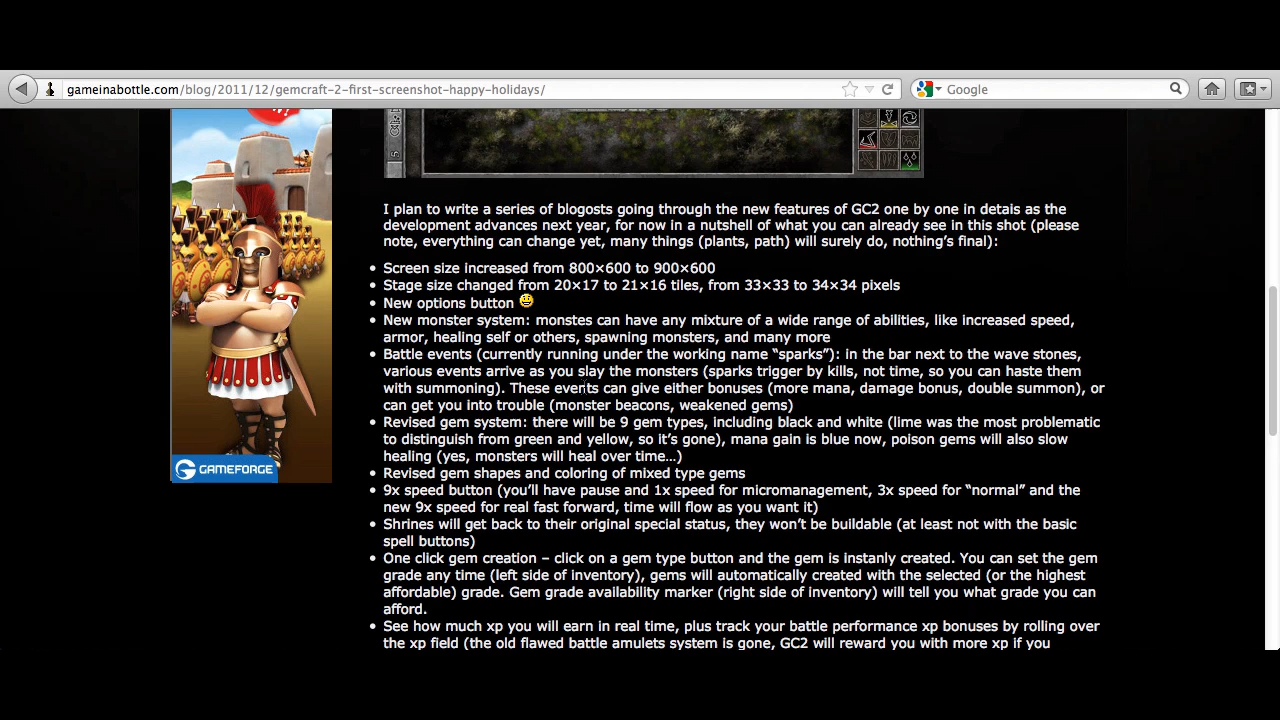 gameinabottle.com/blog/2011/12/gemcraft-2-first-screenshot-happy-holidays/
Google
5
I plan to write a series of blogosts going through the new features of GC2 one by one in detais as the
development advances next year, for now in a nutshell of what you can already see in this shot (please
note, everything can change yet, many things (plants, path) will surely do, nothing's final):
• Screen size increased from 800×600 to 900×600
• Stage size changed from 20×17 to 21×16 tiles, from 33×33 to 34×34 pixels
• New options button
• New monster system: monstes can have any mixture of a wide range of abilities, like increased speed,
armor, healing self or others, spawning monsters, and many more
• Battle events (currently running under the working name "sparks"): in the bar next to the wave stones,
various events arrive as you slay the monsters (sparks trigger by kills, not time, so you can haste them
with summoning). These events can give either bonuses (more mana, damage bonus, double summon), or
can get you into trouble (monster beacons, weakened gems)
• Revised gem system: there will be 9 gem types, including black and white (lime was the most problematic
to distinguish from green and yellow, so it's gone), mana gain is blue now, poison gems will also slow
healing (yes, monsters will heal over time...)
• Revised gem shapes and coloring of mixed type gems
• 9x speed button (you'll have pause and 1x speed for micromanagement, 3x speed for "normal" and the
new 9x speed for real fast forward, time will flow as you want it)
• Shrines will get back to their original special status, they won't be buildable (at least not with the basic
spell buttons)
• One click gem creation – click on a gem type button and the gem is instanly created. You can set the gem
grade any time (left side of inventory), gems will automatically created with the selected (or the highest
affordable) grade. Gem grade availability marker (right side of inventory) will tell you what grade you can
afford.
• See how much xp you will earn in real time, plus track your battle performance xp bonuses by rolling over
the xp field (the old flawed battle amulets system is gone, GC2 will reward you with more xp if you
GAMEFORGE